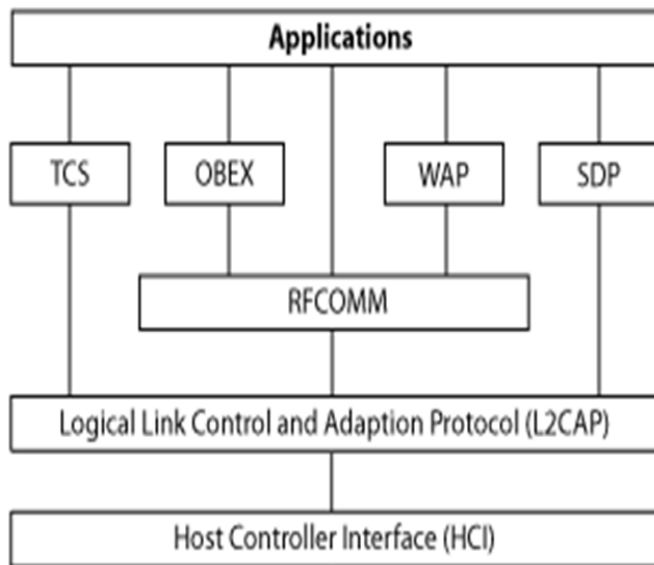 Applications
TCS
OBEX
WAP
SDP
RFCOMM
Logical Link Control and Adaption Protocol (L2CAP)
Host Controller Interface (HCI)